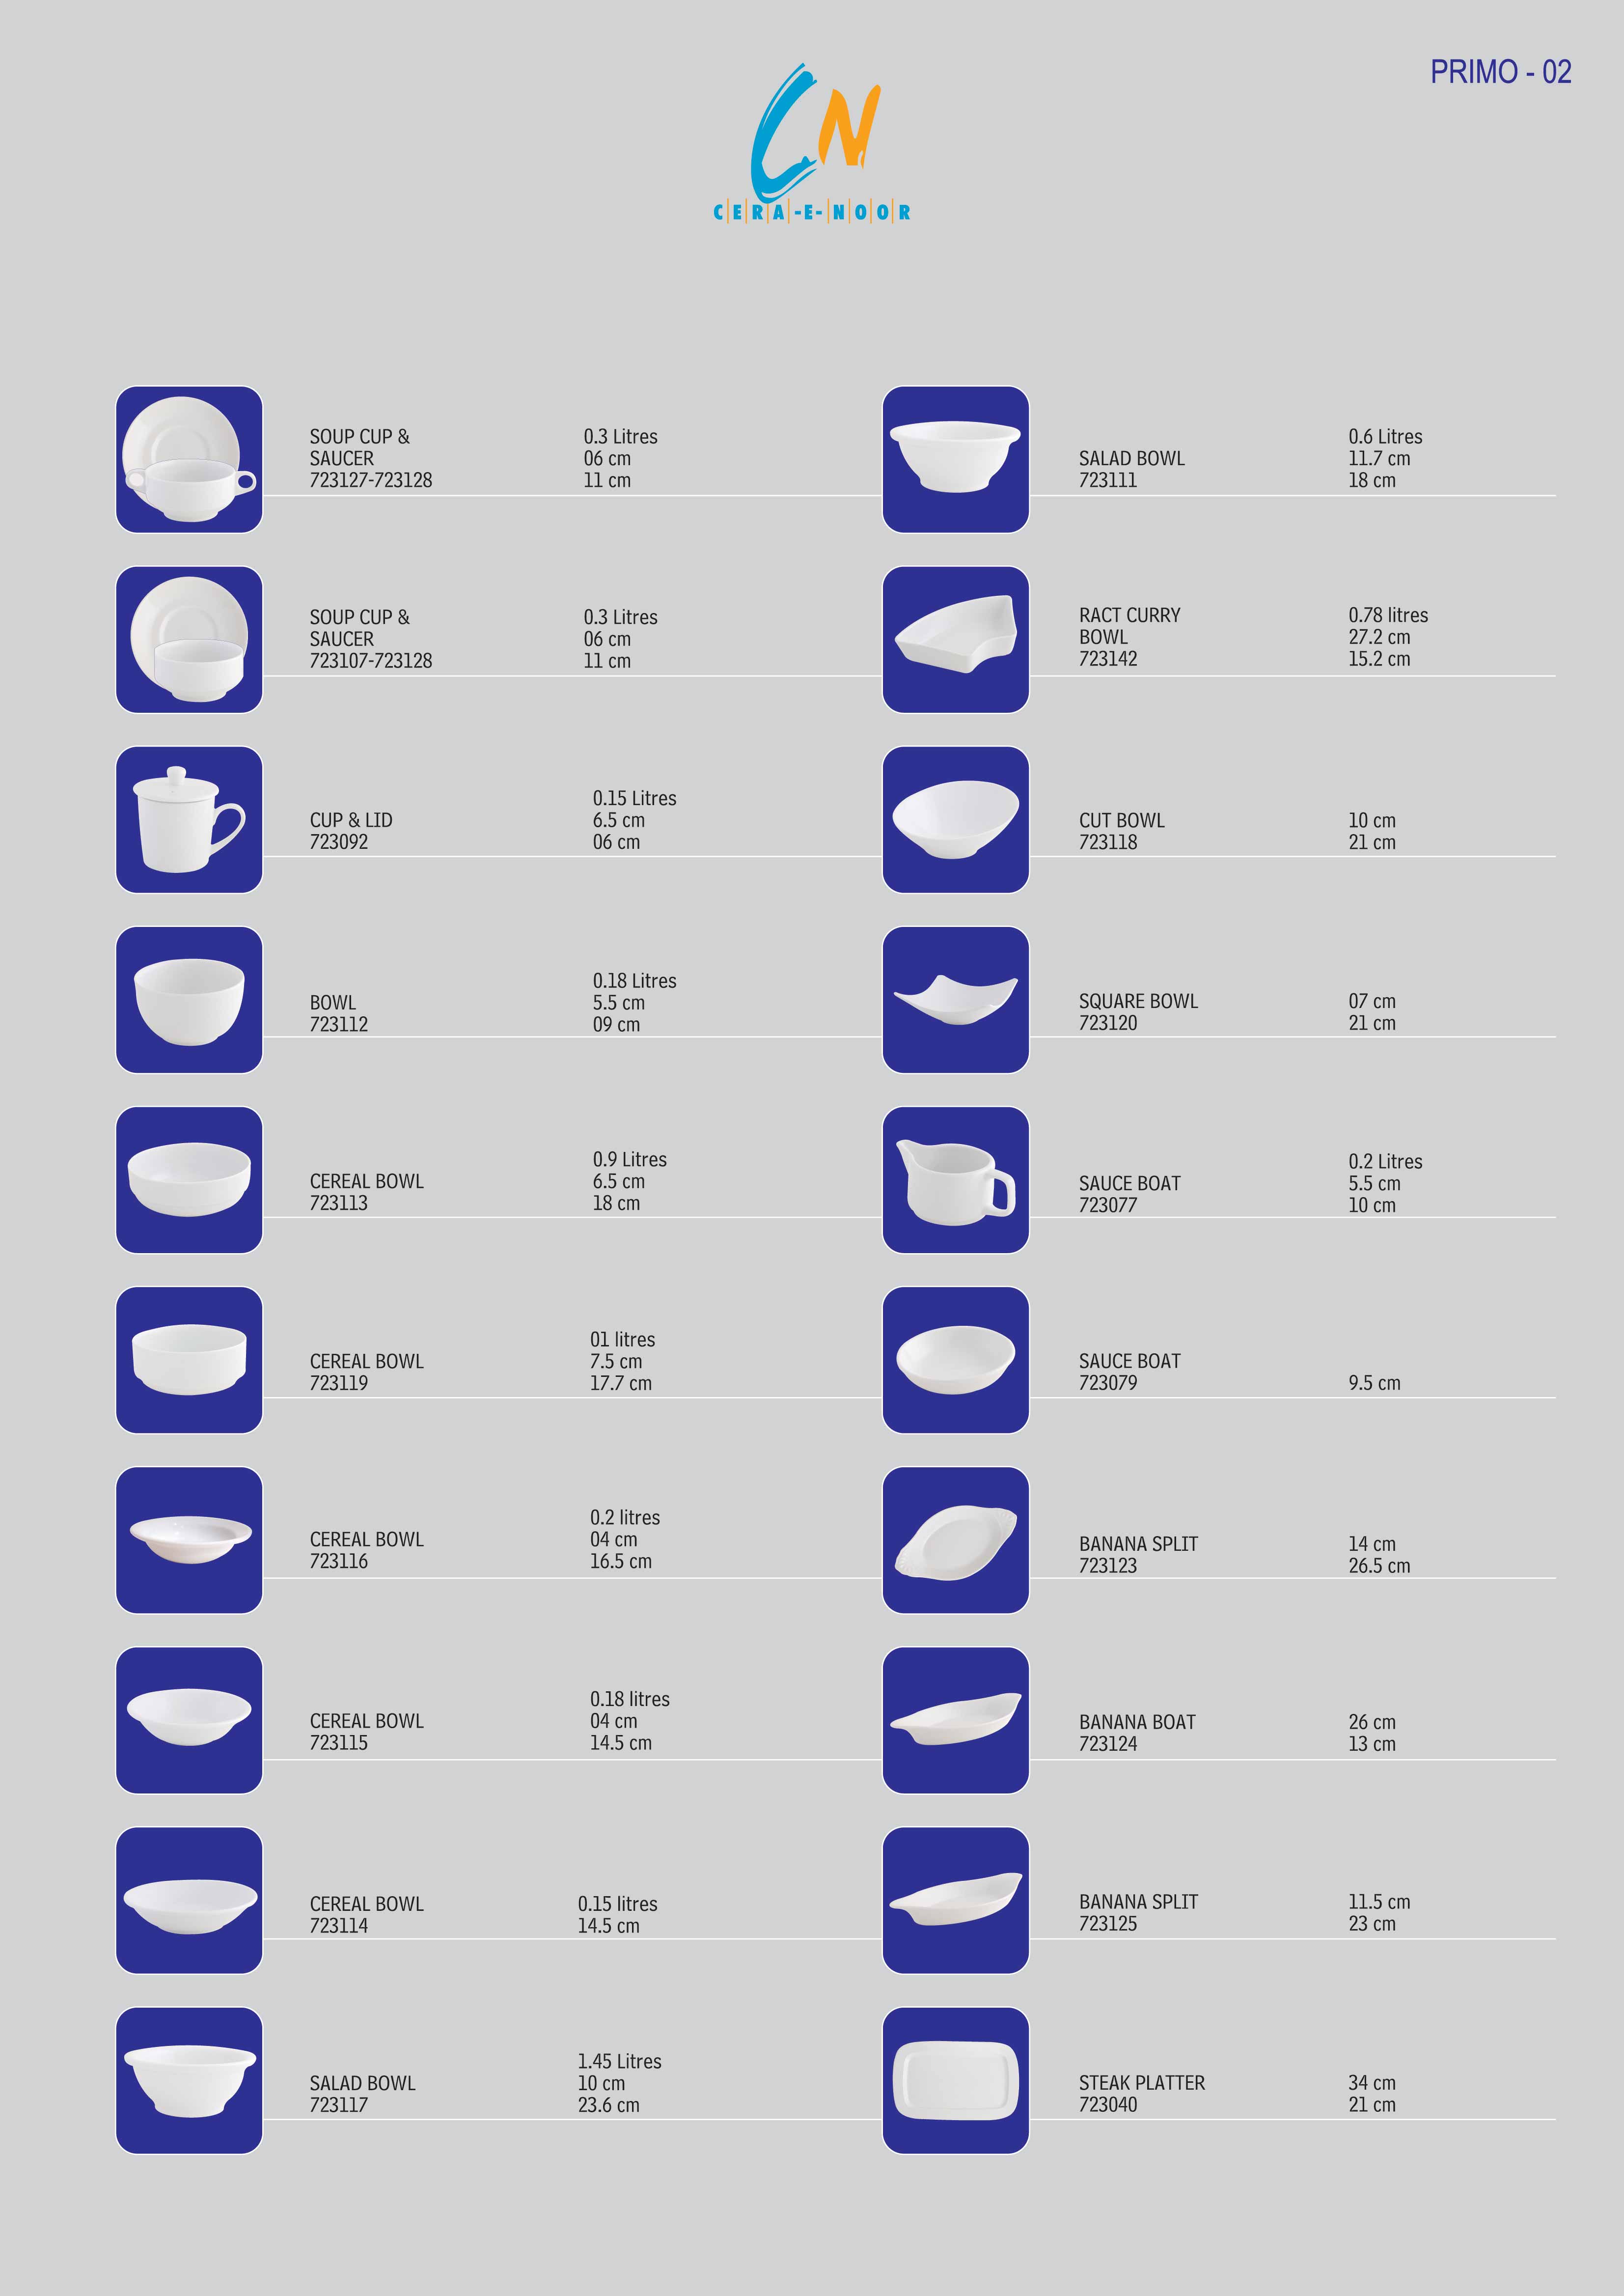 PRIMO - 02
CN
CERA-E-NOOR
SOUP CUP &
SAUCER
723127-723128
0.3 Litres
06 cm
11 cm
SOUP CUP &
SAUCER
723107-723128
0.3 Litres
06 cm
11 cm
CUP & LID
723092
0.15 Litres
6.5 cm
06 cm
BOWL
723112
0.18 Litres
5.5 cm
09 cm
CEREAL BOWL
723113
0.9 Litres
6.5 cm
18 cm
CEREAL BOWL
723119
01 litres
7.5 cm
17.7 cm
CEREAL BOWL
723116
0.2 litres
04 cm
16.5 cm
CEREAL BOWL
723115
0.18 litres
04 cm
14.5 cm
CEREAL BOWL
723114
0.15 litres
14.5 cm
SALAD BOWL
723117
1.45 Litres
10 cm
23.6 cm
SALAD BOWL
723111
0.6 Litres
11.7 cm
18 cm
RACT CURRY
BOWL
723142
0.78 litres
27.2 cm
15.2 cm
CUT BOWL
723118
10 cm
21 cm
SQUARE BOWL
723120
07 cm
21 cm
SAUCE BOAT
723077
0.2 Litres
5.5 cm
10 cm
SAUCE BOAT
723079
9.5 cm
BANANA SPLIT
723123
14 cm
26.5 cm
BANANA BOAT
723124
26 cm
13 cm
BANANA SPLIT
723125
11.5 cm
23 cm
STEAK PLATTER
723040
34 cm
21 cm